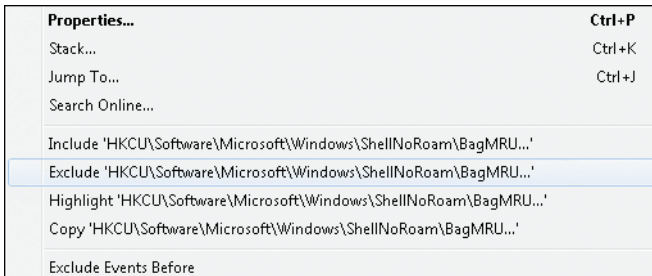 Properties... Ctrl+P
Stack... Ctrl+K
Jump To... Ctrl+J
Search Online...
Include 'HKCU\Software\Microsoft\Windows\ShellNoRoam\BagMRU...'
Exclude 'HKCU\Software\Microsoft\Windows\ShellNoRoam\BagMRU...'
Highlight 'HKCU\Software\Microsoft\Windows\ShellNoRoam\BagMRU...'
Copy 'HKCU\Software\Microsoft\Windows\ShellNoRoam\BagMRU...'
Exclude Events Before